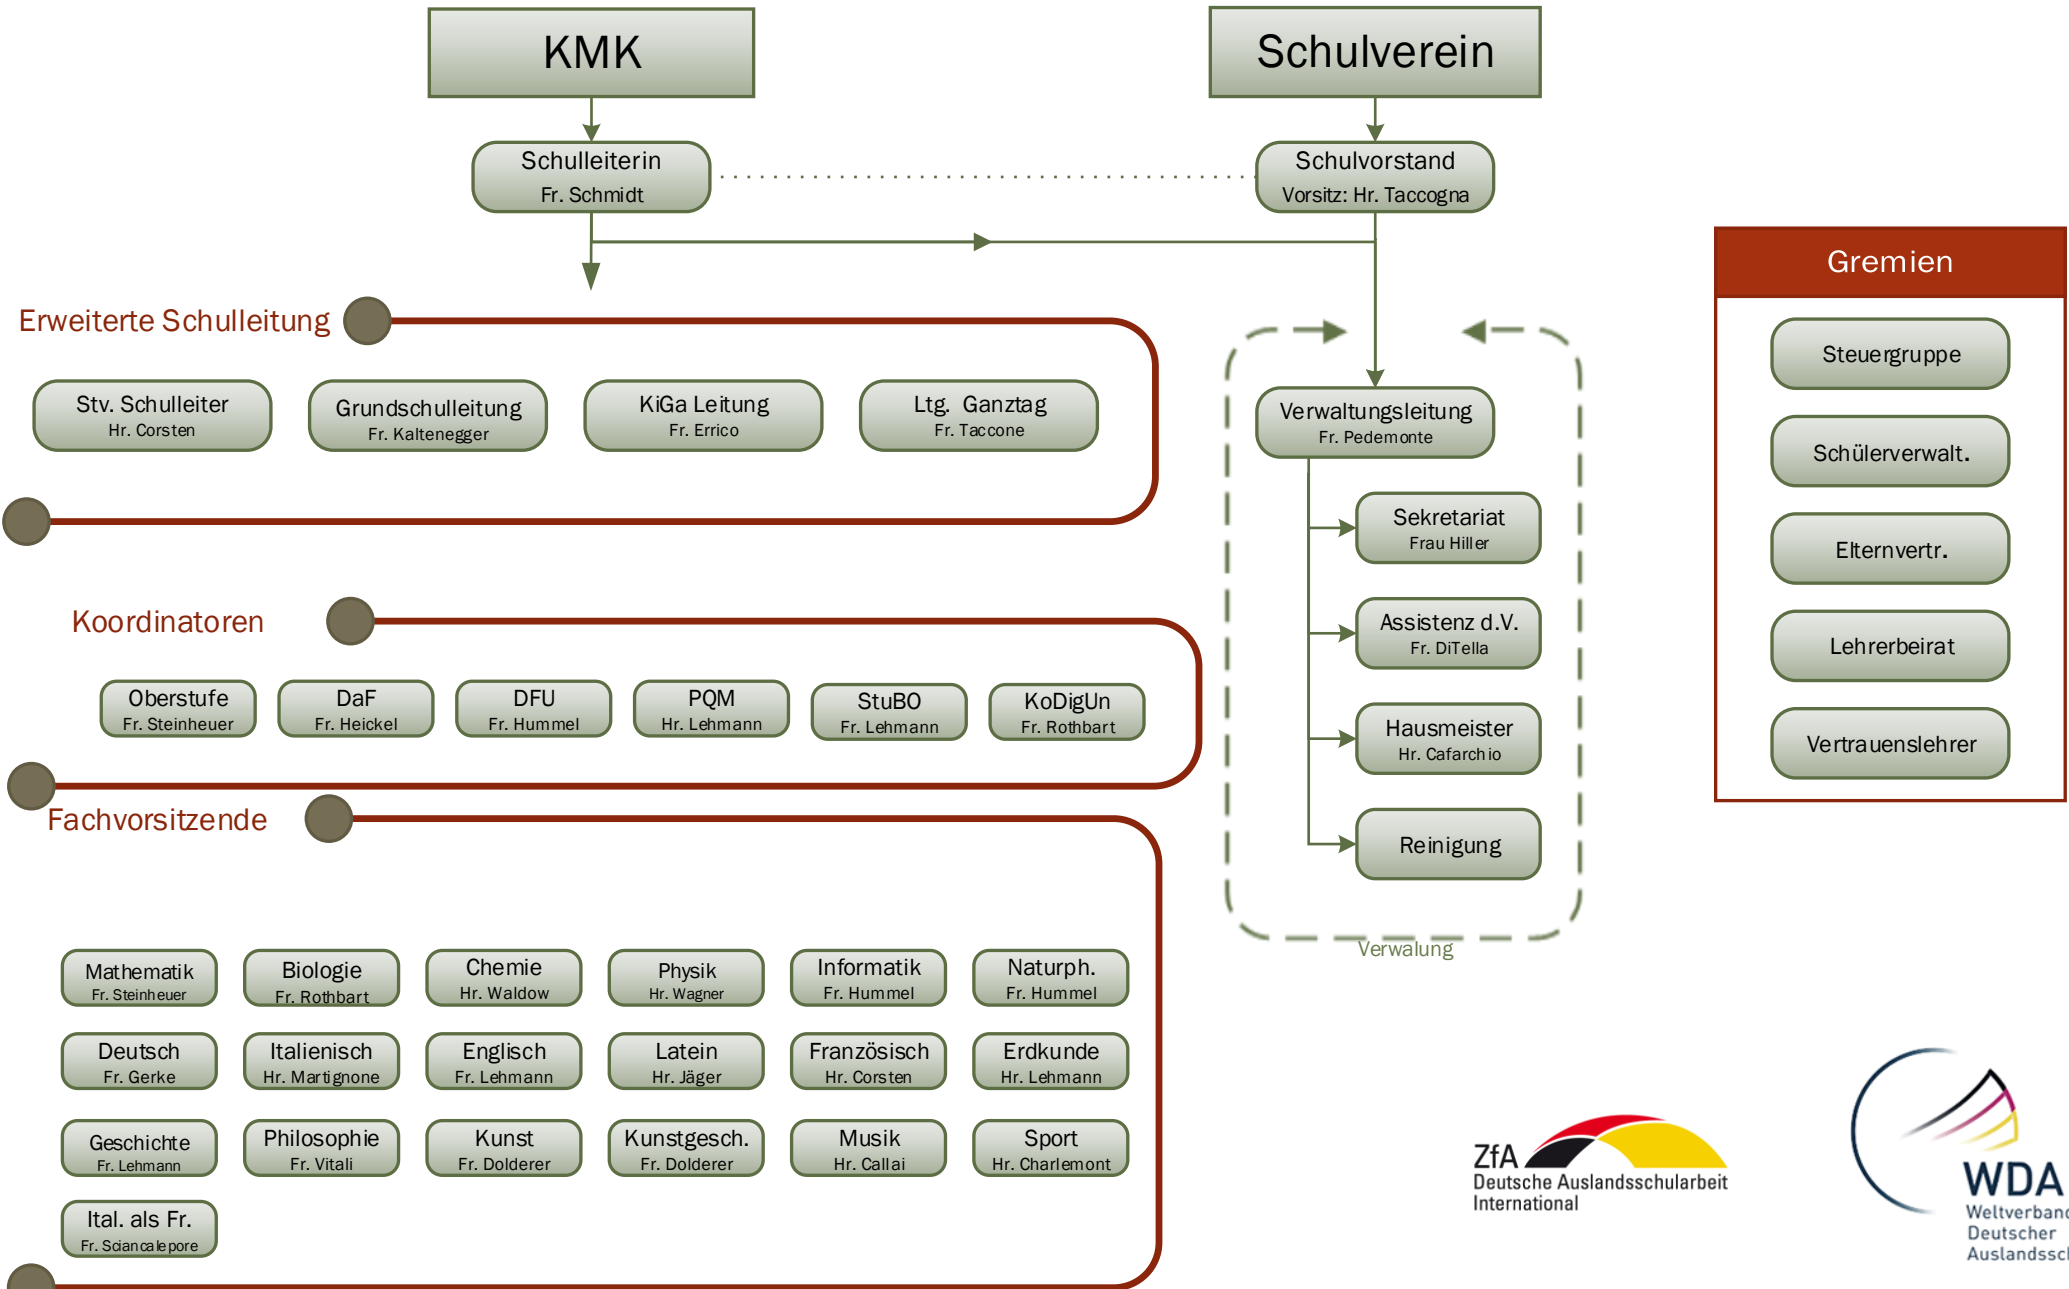 KMK
Schulverein
Schulleiterin
Fr. Schmidt
Schulvorstand
Vorsitz: Hr. Taccogna
Gremien
Steuergruppe
Schülerverwalt.
Elternvertr.
Lehrerbeirat
Vertrauenslehrer
Erweiterte Schulleitung
Stv. Schulleiter
Hr. Corsten
Grundschulleitung
Fr. Kaltenegger
KiGa Leitung
Fr. Errico
Ltg. Ganztag
Fr. Taccone
Verwaltungsleitung
Fr. Pedemonte
Sekretariat
Frau Hiller
Assistenz d.V.
Fr. DiTella
Hausmeister
Hr. Cafarchio
Reinigung
Verwalung
Koordinatoren
Oberstufe
Fr. Steinheuer
DaF
Fr. Heickel
DFU
Fr. Hummel
PQM
Hr. Lehmann
StuBO
Fr. Lehmann
KoDigUn
Fr. Rothbart
Fachvorsitzende
Mathematik
Fr. Steinheuer
Biologie
Fr. Rothbart
Chemie
Hr. Waldow
Physik
Hr. Wagner
Informatik
Fr. Hummel
Naturph.
Fr. Hummel
Deutsch
Fr. Gerke
Italienisch
Hr. Martignone
Englisch
Fr. Lehmann
Latein
Hr. Jäger
Französisch
Hr. Corsten
Erdkunde
Hr. Lehmann
Geschichte
Fr. Lehmann
Philosophie
Fr. Vitali
Kunst
Fr. Dolderer
Kunstgesch.
Fr. Dolderer
Musik
Hr. Callai
Sport
Hr. Charlemont
Ital. als Fr.
Fr. Sciancalepore
ZfA
Deutsche Auslandsschularbeit
International
WDA
Weltverband
Deutscher
Auslandssc